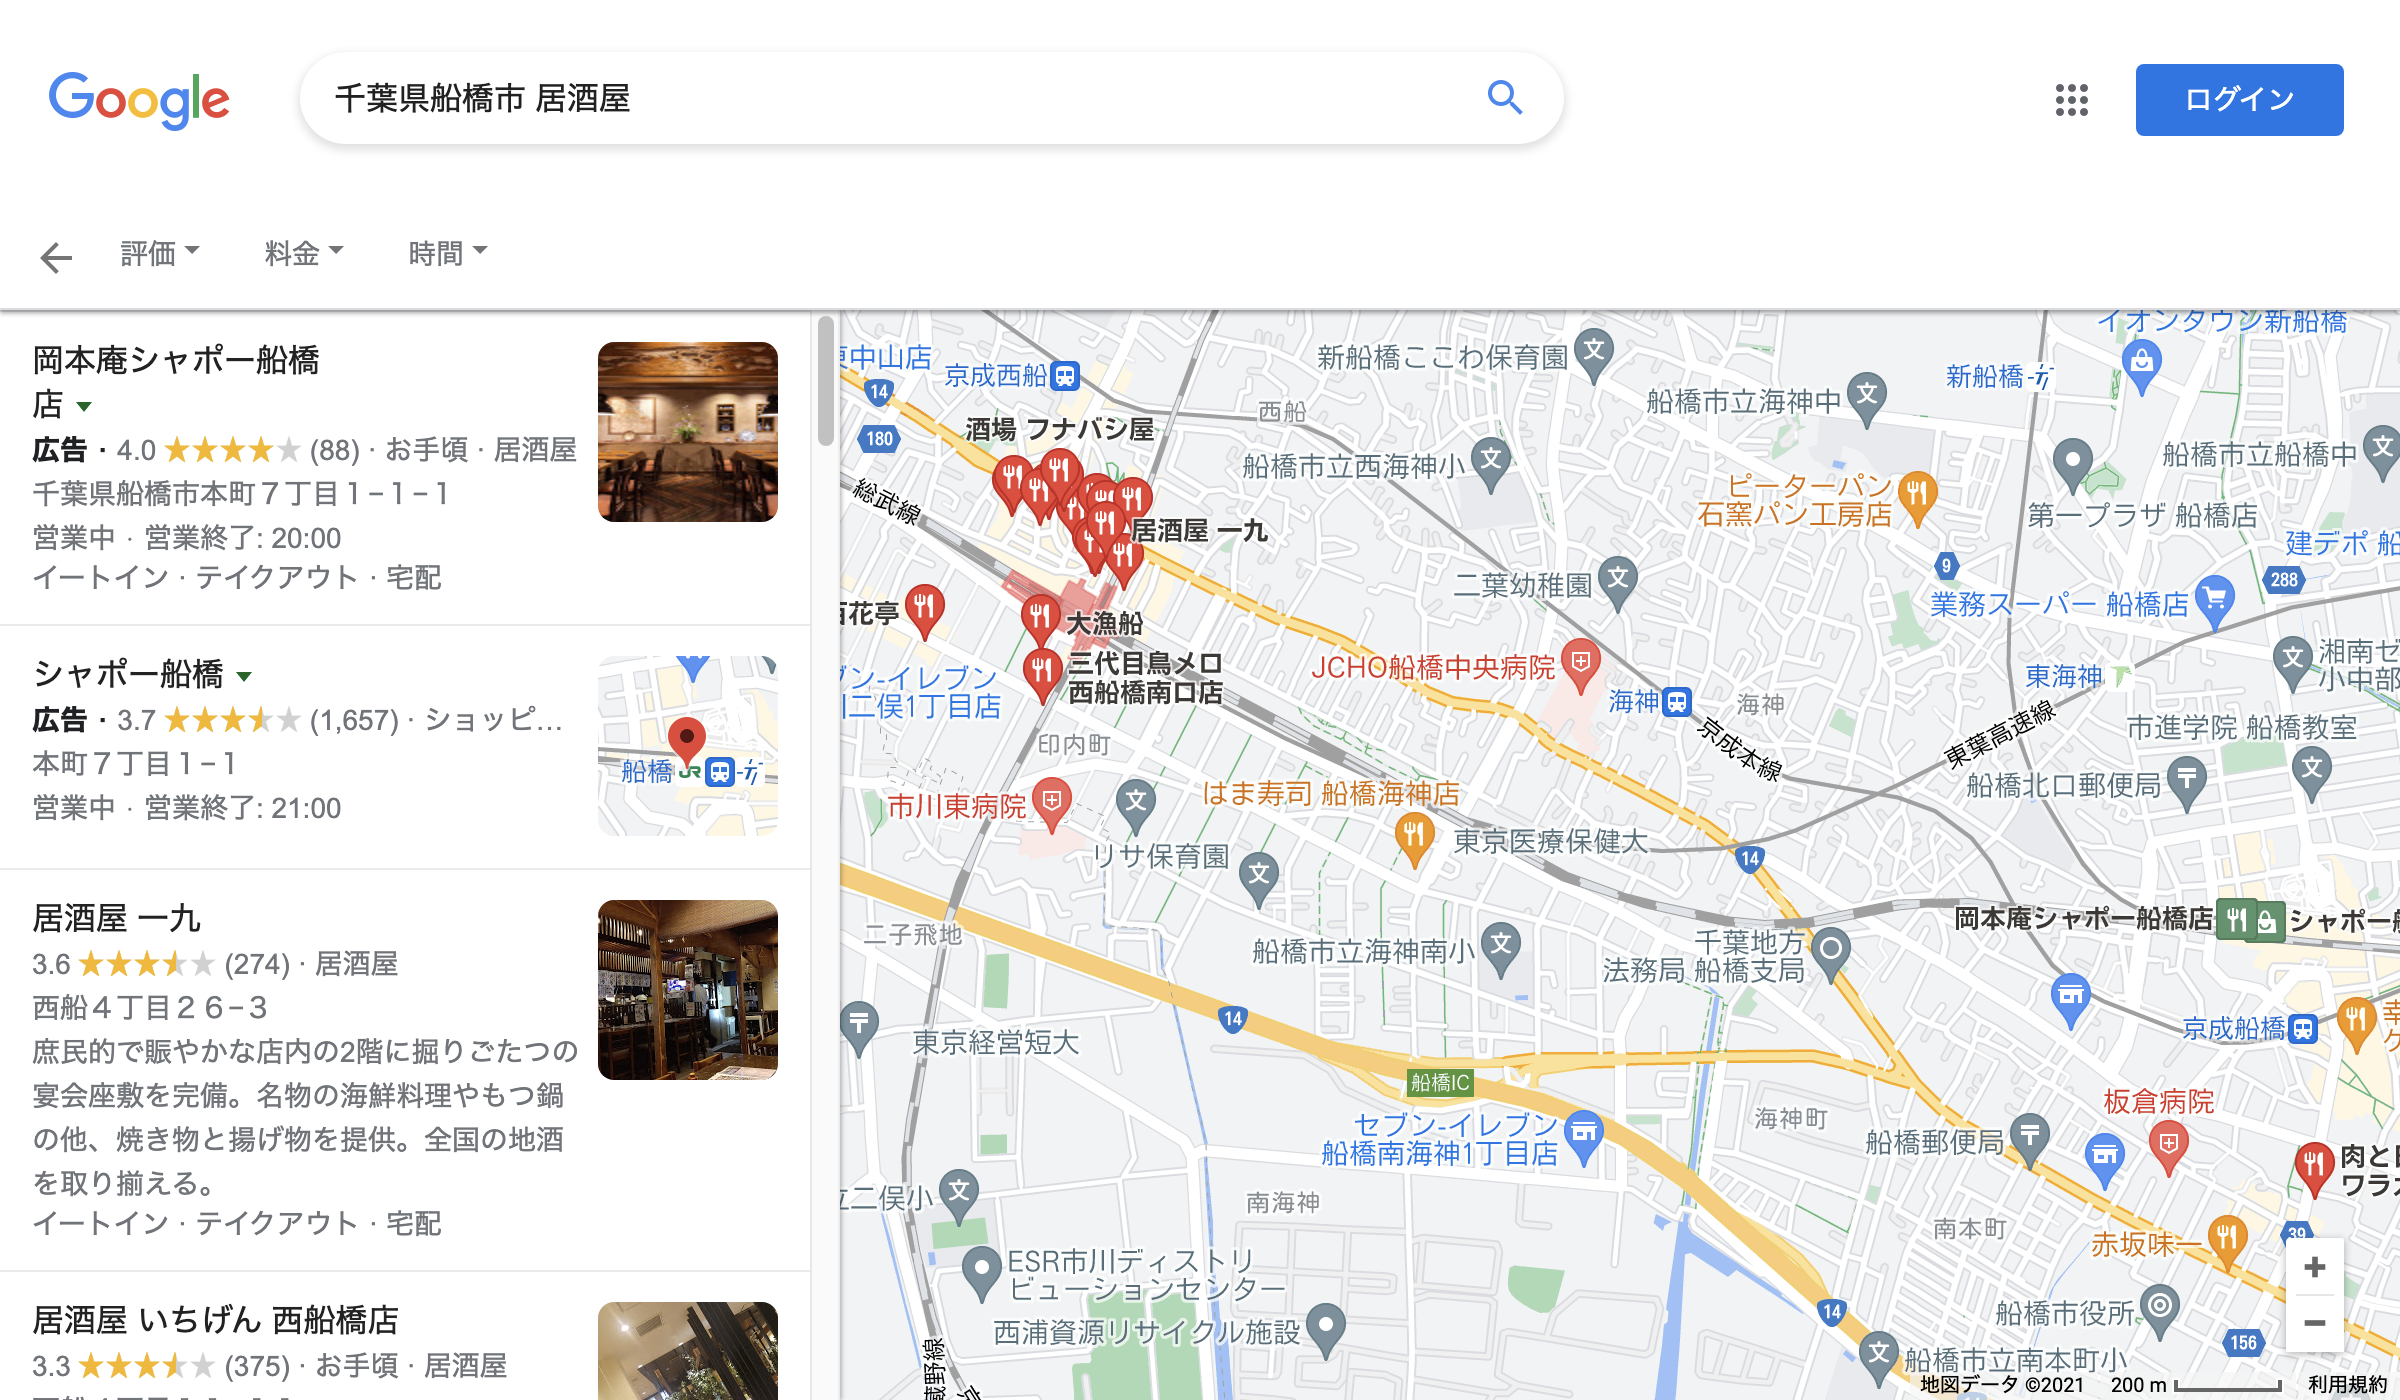 Google
千葉県船橋市 居酒屋
ログイン
評価
料金
時間
岡本庵シャポー船橋
店
広告・4.0 (88) · お手頃 · 居酒屋
千葉県船橋市本町７丁目１−１−１
営業中 · 営業終了: 20:00
イートイン · テイクアウト · 宅配
船橋
JR
シャポー船橋
広告・3.7 (1,657) · ショッピ…
本町７丁目１−１
営業中 · 営業終了: 21:00
居酒屋 一九
3.6 (274) · 居酒屋
西船４丁目２６−３
庶民的で賑やかな店内の2階に掘りごたつの
宴会座敷を完備。名物の海鮮料理やもつ鍋
の他、焼き物と揚げ物を提供。全国の地酒
を取り揃える。
イートイン · テイクアウト · 宅配
居酒屋 いちげん 西船橋店
3.3 (375) · お手頃 · 居酒屋
中山店
14
京成西船
180
酒場 フナバシ屋
西船
新船橋ここわ保育園
文
イオンタウン新船橋
新船橋
船橋市立海神中
文
船橋市立西海神小
文
船橋市立船橋中
文
ピーターパン
石窯パン工房店
第一プラザ 船橋店
総武線
居酒屋 一九
建デポ 船
9
288
二葉幼稚園
文
業務スーパー 船橋店
花亭
大漁船
三代目鳥メロ
西船橋南口店
JCHO船橋中央病院
海神
海神
東海神
文
湘南ゼ
小中部
ブン-イレブン
二俣1丁目店
京成本線
東葉高速線
市進学院 船橋教室
文
印内町
船橋北口郵便局
市川東病院
文
はま寿司 船橋海神店
リサ保育園
文
東京医療保健大
14
二子飛地
船橋市立海神南小
文
千葉地方
法務局 船橋支局
岡本庵シャポー船橋店
シャポー船
東京経営短大
14
京成船橋
船橋IC
セブン-イレブン
船橋南海神1丁目店
海神町
板倉病院
船橋郵便局
肉と
ワラ
二俣小
文
南海神
南本町
赤坂味一
39
ESR市川ディストリ
ビューションセンター
西浦資源リサイクル施設
14
船橋市役所
156
文
船橋市立南本町小
蔵野線
+
−
地図データ ©2021
200 m
利用規約